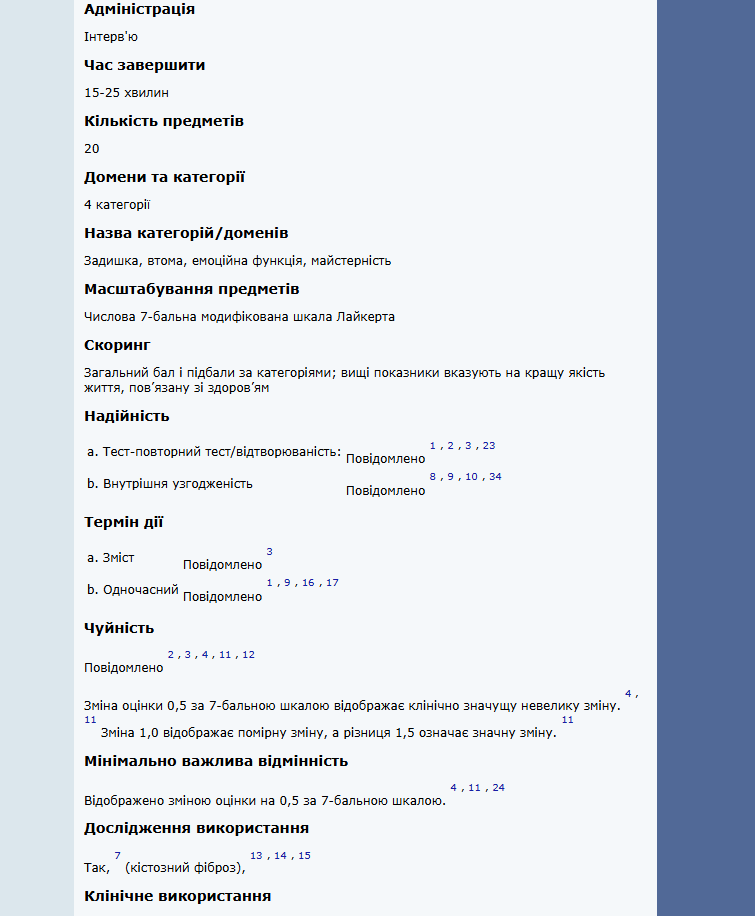 Адміністрація
Інтерв'ю
Час завершити
15-25 хвилин
Кількість предметів
20
Домени та категорії
4 категорії
Назва категорій/доменів
Задишка, втома, емоційна функція, майстерність
Масштабування предметів
Числова 7-бальна модифікована шкала Лайкерта
Скоринг
Загальний бал і підбали за категоріями; вищі показники вказують на кращу якість
життя, пов’язану зі здоров’ям
Надійність
a. Тест-повторний тест/відтворюваність: Повідомлено 1 , 2 , 3 , 23
b. Внутрішня узгодженість Повідомлено 8 , 9 , 10 , 34
Термін дії
a. Зміст Повідомлено 3
b. Одночасний Повідомлено 1 , 9 , 16 , 17
Чуйність
Повідомлено 2 , 3 , 4 , 11 , 12
Зміна оцінки 0,5 за 7-бальною шкалою відображає клінічно значущу невелику зміну. 4 ,
11 Зміна 1,0 відображає помірну зміну, а різниця 1,5 означає значну зміну. 11
Мінімально важлива відмінність
Відображено зміною оцінки на 0,5 за 7-бальною шкалою. 4 , 11 , 24
Дослідження використання
Так, 7 (кістозний фіброз), 13 , 14 , 15
Клінічне використання